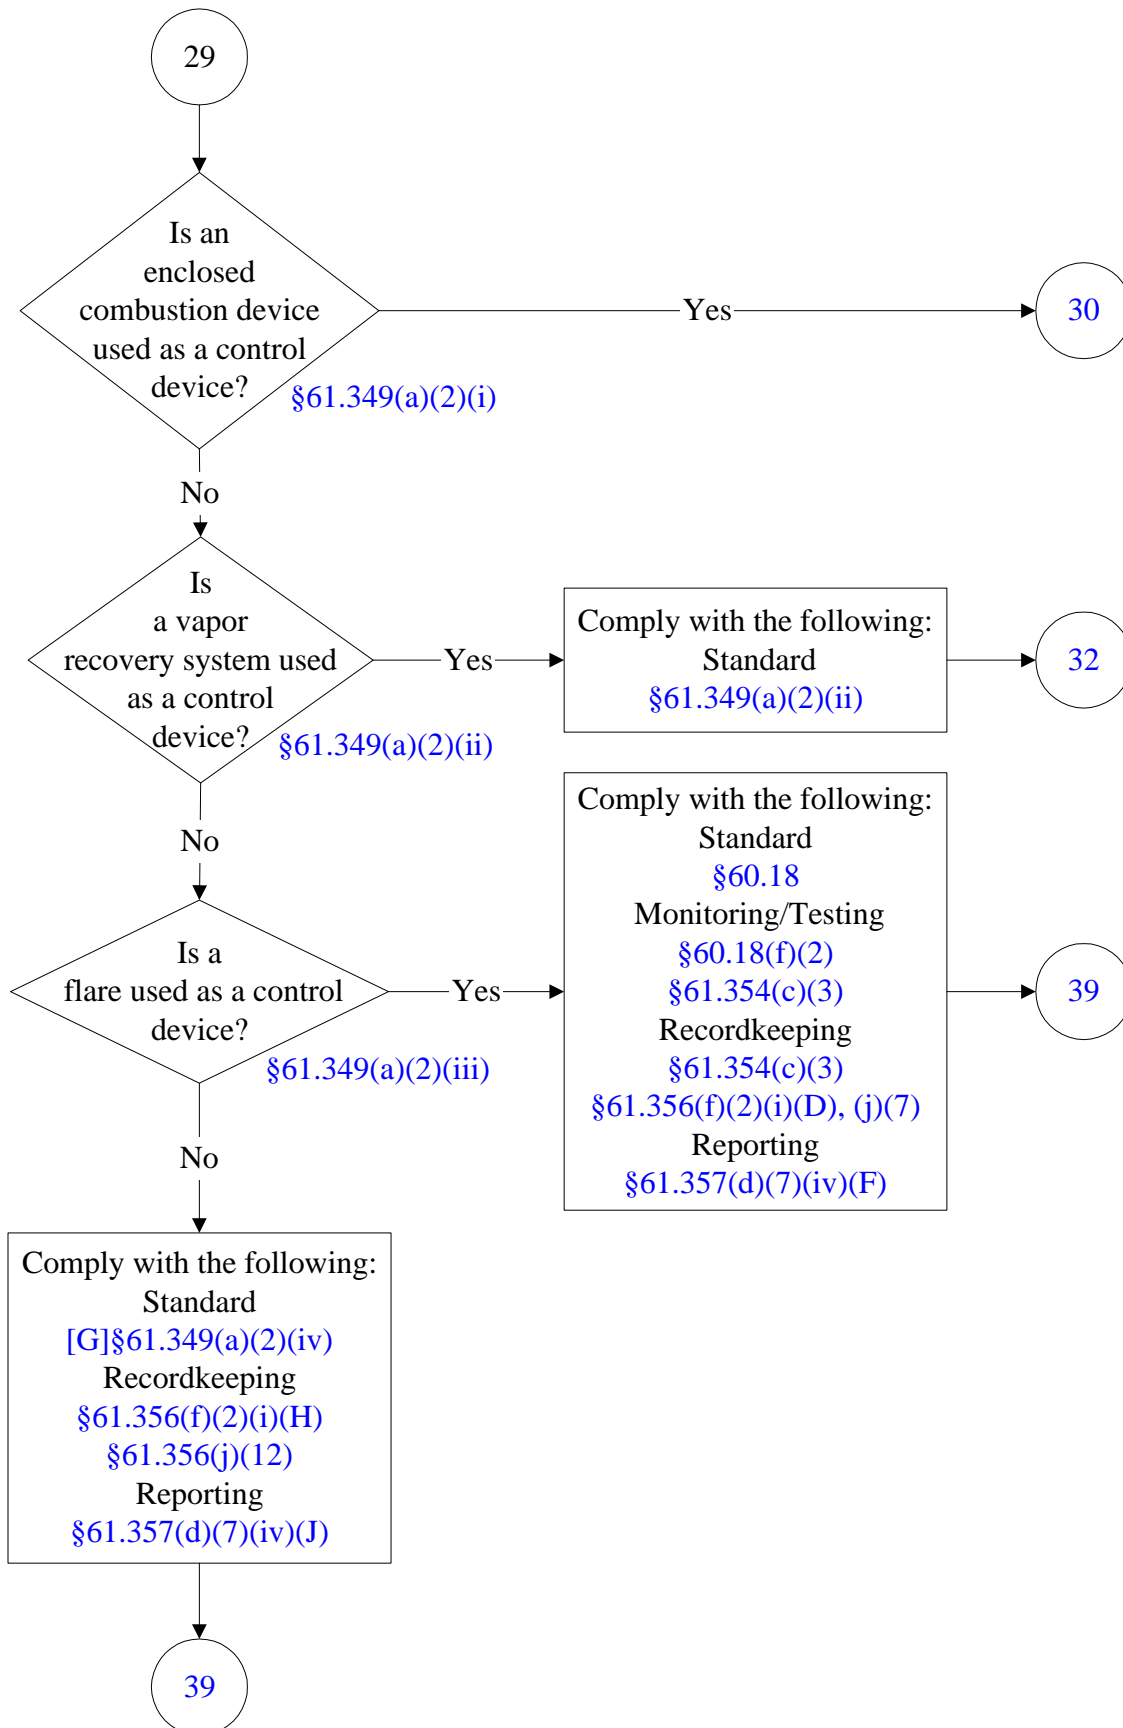 29
Is an
enclosed
combustion device
used as a control
device?
§61.349(a)(2)(i)
Yes
30
No
Is
a vapor
recovery system used
as a control
device?
§61.349(a)(2)(ii)
Yes
Comply with the following:
Standard
§61.349(a)(2)(ii)
32
No
Is a
flare used as a control
device?
§61.349(a)(2)(iii)
Yes
Comply with the following:
Standard
§60.18
Monitoring/Testing
§60.18(f)(2)
§61.354(c)(3)
Recordkeeping
§61.354(c)(3)
§61.356(f)(2)(i)(D), (j)(7)
Reporting
§61.357(d)(7)(iv)(F)
39
No
Comply with the following:
Standard
[G]§61.349(a)(2)(iv)
Recordkeeping
§61.356(f)(2)(i)(H)
§61.356(j)(12)
Reporting
§61.357(d)(7)(iv)(J)
39